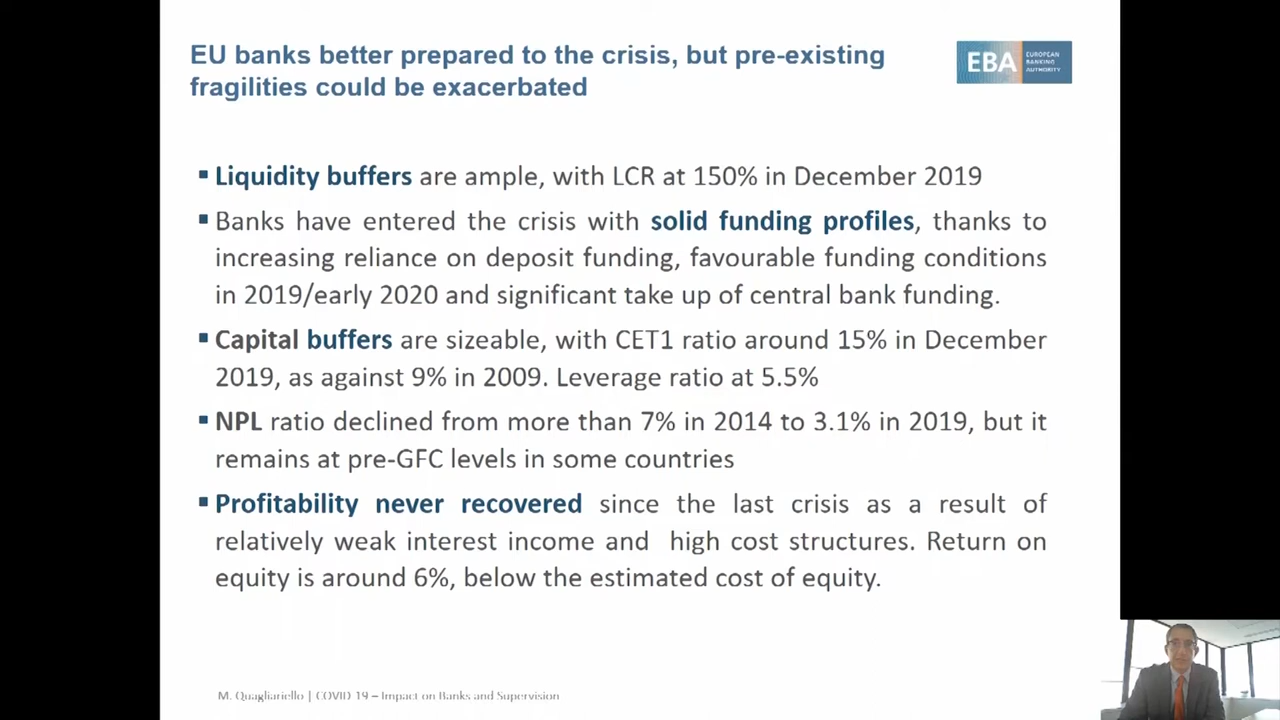 EU banks better prepared to the crisis, but pre-existing
fragilities could be exacerbated
EBA EUROPEAN
BANKING
AUTHORITY
▪ Liquidity buffers are ample, with LCR at 150% in December 2019
▪ Banks have entered the crisis with solid funding profiles, thanks to
increasing reliance on deposit funding, favourable funding conditions
in 2019/early 2020 and significant take up of central bank funding.
▪ Capital buffers are sizeable, with CET1 ratio around 15% in December
2019, as against 9% in 2009. Leverage ratio at 5.5%
▪ NPL ratio declined from more than 7% in 2014 to 3.1% in 2019, but it
remains at pre-GFC levels in some countries
▪ Profitability never recovered since the last crisis as a result of
relatively weak interest income and high cost structures. Return on
equity is around 6%, below the estimated cost of equity.
M. Quagliariello | COVID 19 – Impact on Banks and Supervision